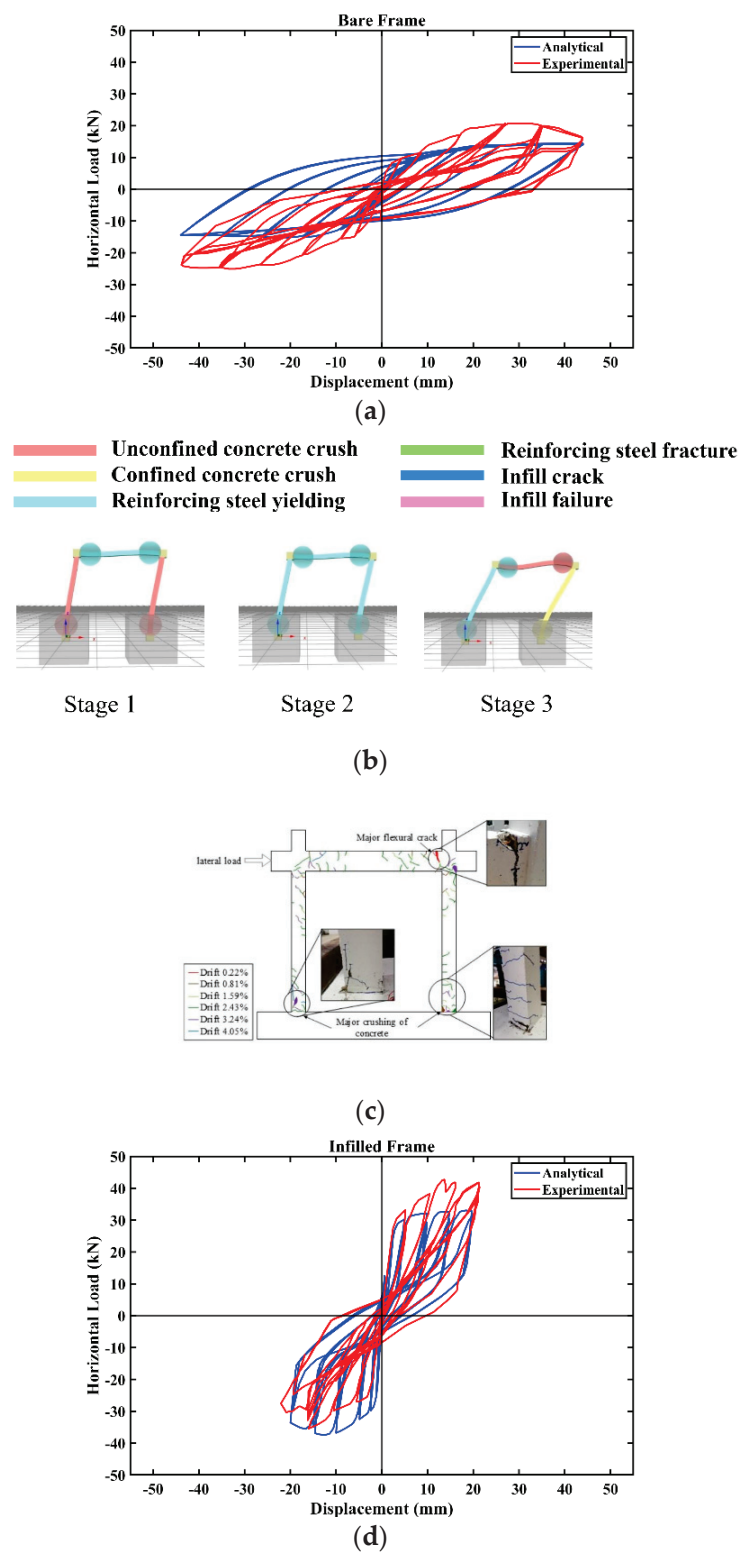 Bare Frame
50
40
30
20
10
0
-10
-20
-30
-40
-50
Horizontal Load (kN)
Analytical
Experimental
-50 -40 -30 -20 -10 0 10 20 30 40 50
Displacement (mm)
(a)
Unconfined concrete crush
Confined concrete crush
Reinforcing steel yielding
Reinforcing steel fracture
Infill crack
Infill failure
Stage 1
Stage 2
Stage 3
(b)
Major flexural crack
lateral load
Drift 0.22%
Drift 0.81%
Drift 1.59%
Drift 2.43%
Drift 3.24%
Drift 4.05%
Major crushing of
concrete
(c)
Infilled Frame
50
40
30
20
10
0
-10
-20
-30
-40
-50
Horizontal Load (kN)
Analytical
Experimental
-50 -40 -30 -20 -10 0 10 20 30 40 50
Displacement (mm)
(d)